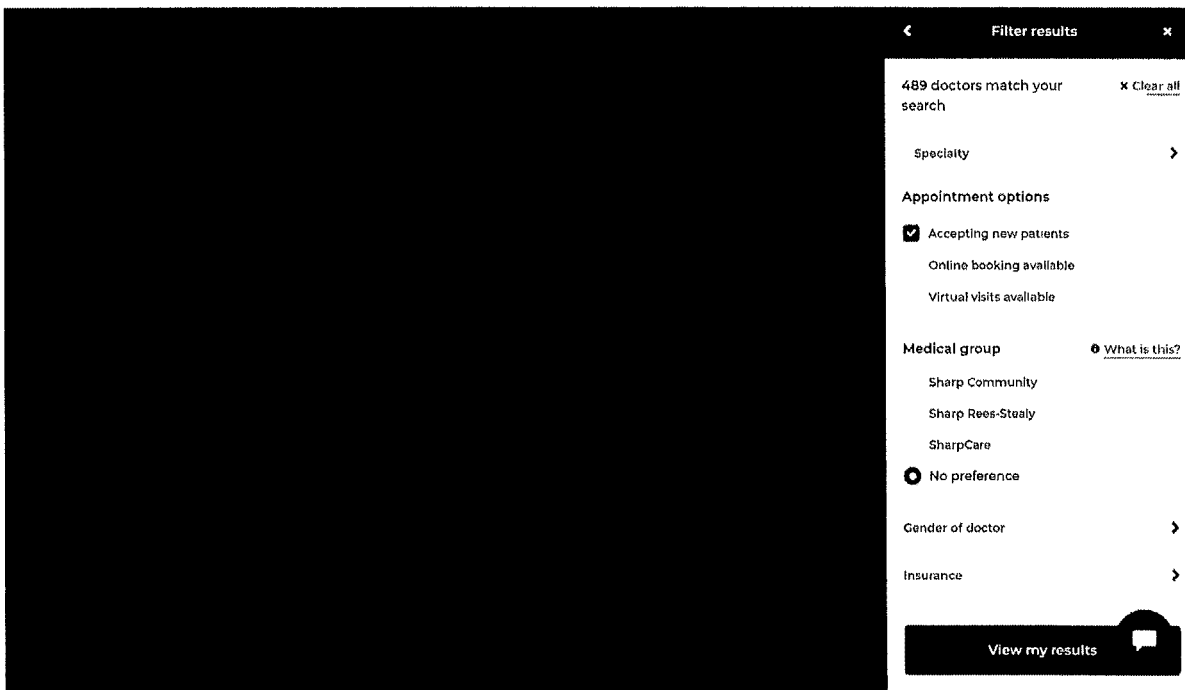 Filter results
489 doctors match your
search
Clear all
Specialty
Appointment options
Accepting new patients
Online booking available
Virtual visits available
Medical group
What is this?
Sharp Community
Sharp Rees-Stealy
SharpCare
No preference
Gender of doctor
Insurance
View my results